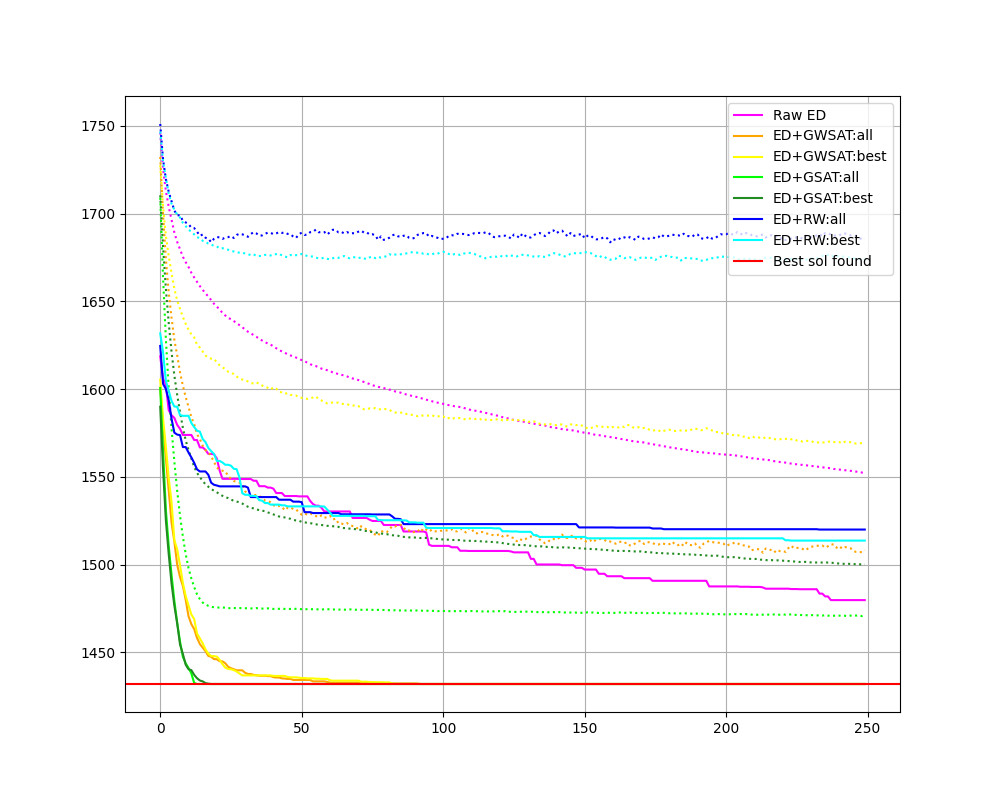 1750
1700
1650
1600
1550
1500
1450
0
50
100
150
200
250
Raw ED
ED+GWSAT:all
ED+GWSAT:best
ED+GSAT:all
ED+GSAT:best
ED+RW:all
ED+RW:best
Best sol found